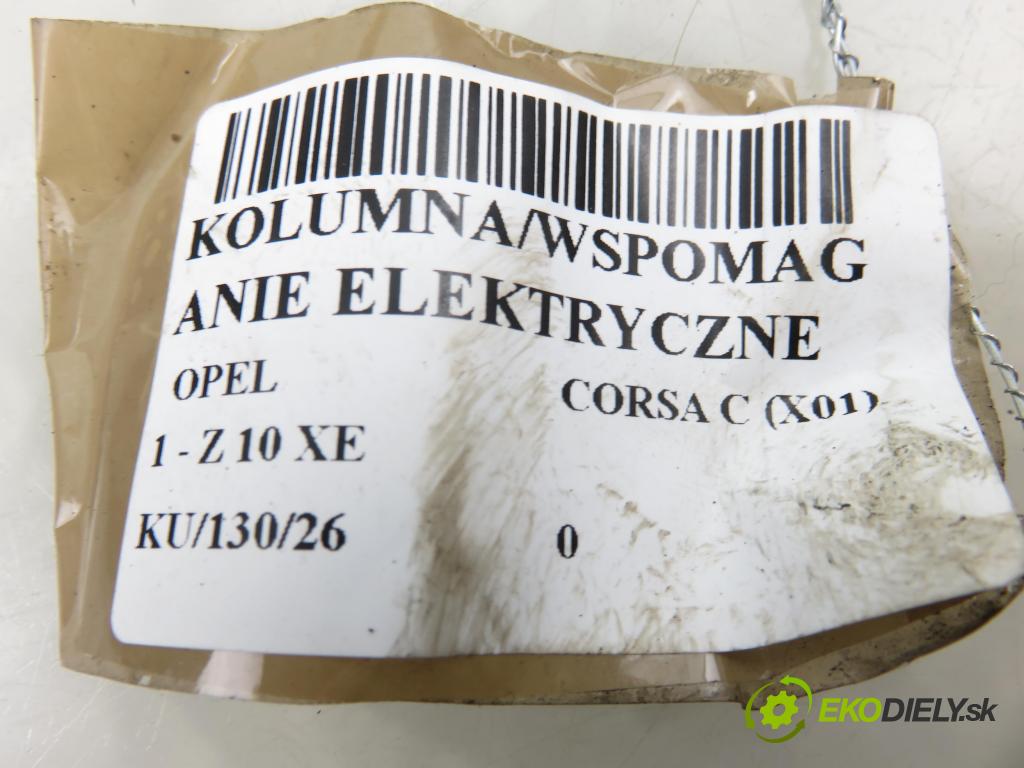 KOLUMNA/WSPOMAG
ANIE ELEKTRYCZNE
OPEL CORSA C (X01)
1 - Z 10 XE
KU/130/26 0
EKODIELY.sk